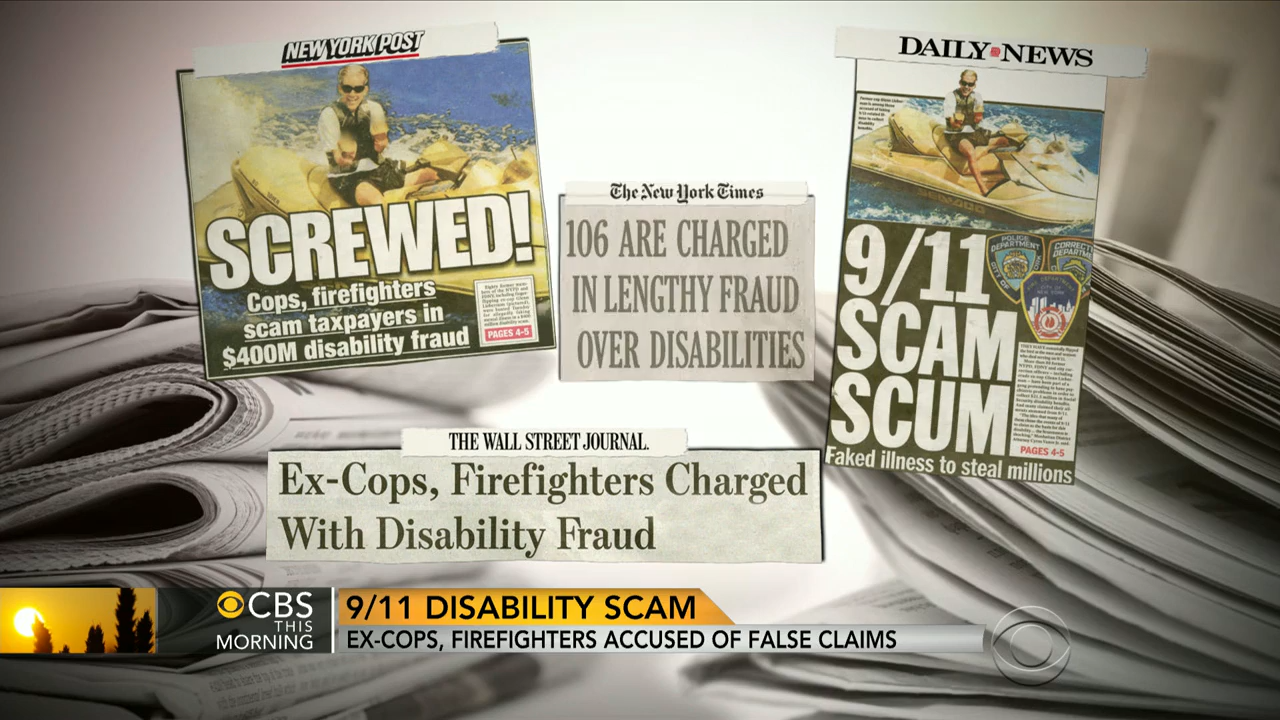 NEW YORK POST
SCREWED!
Cops, firefighters
scam taxpayers in
$400M disability fraud
PAGES 4-5
The New York Times
106 ARE CHARGED
IN LENGTHY FRAUD
OVER DISABILITIES
DAILY NEWS
9/11
SCAM
SCUM
POLICE
DEPARTMENT
PAGES 4-5
Faked illness to steal millions
THE WALL STREET JOURNAL.
Ex-Cops, Firefighters Charged
With Disability Fraud
CBS
THIS
MORNING
9/11 DISABILITY SCAM
EX-COPS, FIREFIGHTERS ACCUSED OF FALSE CLAIMS